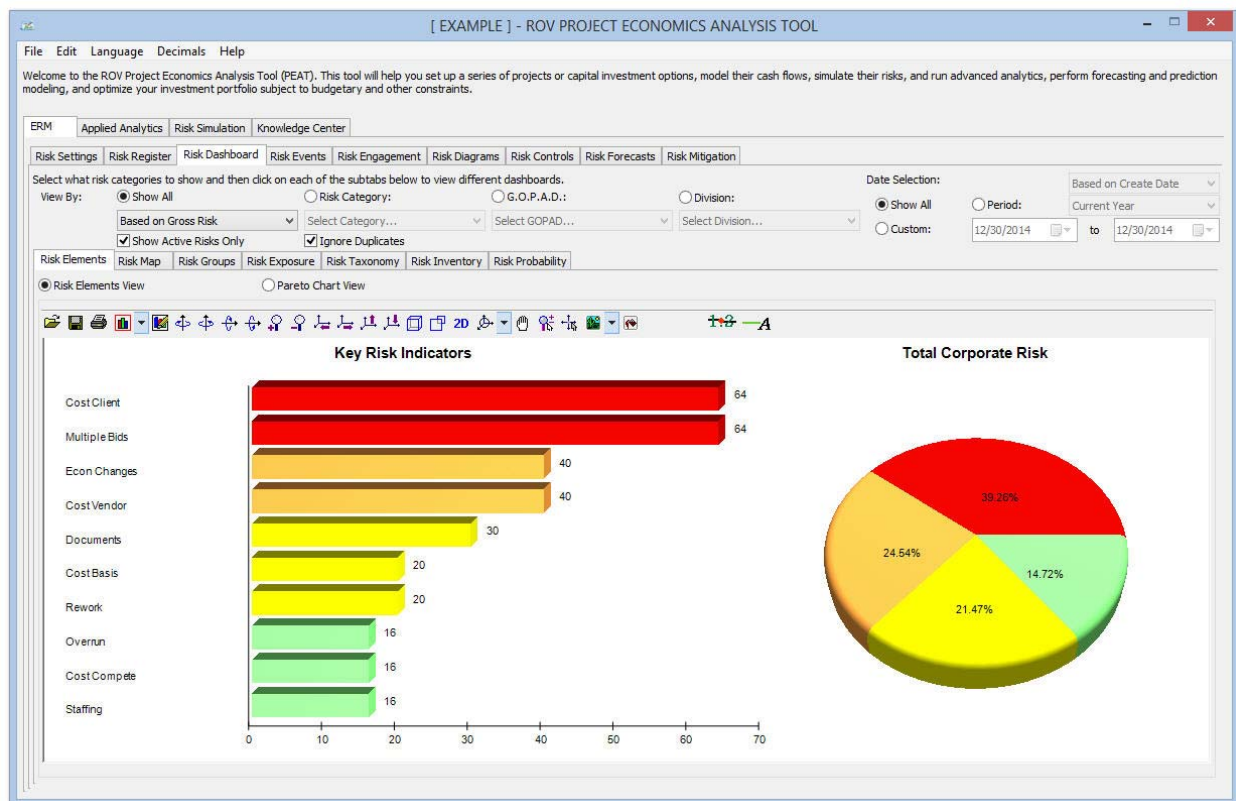 [ EXAMPLE ] - ROV PROJECT ECONOMICS ANALYSIS TOOL
File Edit Language Decimals Help
Welcome to the ROV Project Economics Analysis Tool (PEAT). This tool will help you set up a series of projects or capital investment options, model their cash flows, simulate their risks, and run advanced analytics, perform forecasting and prediction
modeling, and optimize your investment portfolio subject to budgetary and other constraints.
ERM Applied Analytics Risk Simulation Knowledge Center
Risk Settings Risk Register Risk Dashboard Risk Events Risk Engagement Risk Diagrams Risk Controls Risk Forecasts Risk Mitigation
Select what risk categories to show and then click on each of the subtabs below to view different dashboards. Date Selection: Based on Create Date
View By: Show All Risk Category: G.O.P.A.D.: Division: Show All Period: Current Year
Based on Gross Risk Select Category... Select GOPAD... Select Division... Custom: 12/30/2014 to 12/30/2014
Show Active Risks Only Ignore Duplicates
Risk Elements Risk Map Risk Groups Risk Exposure Risk Taxonomy Risk Inventory Risk Probability
Risk Elements View Pareto Chart View
2D A
Key Risk Indicators Total Corporate Risk
Cost Client 64
Multiple Bids 64
Econ Changes 40
Cost Vendor 40
Documents 30
Cost Basis 20
Rework 20
Overrun 16
Cost Compete 16
Staffing 16
0 10 20 30 40 50 60 70
39.26%
24.54%
14.72%
21.47%